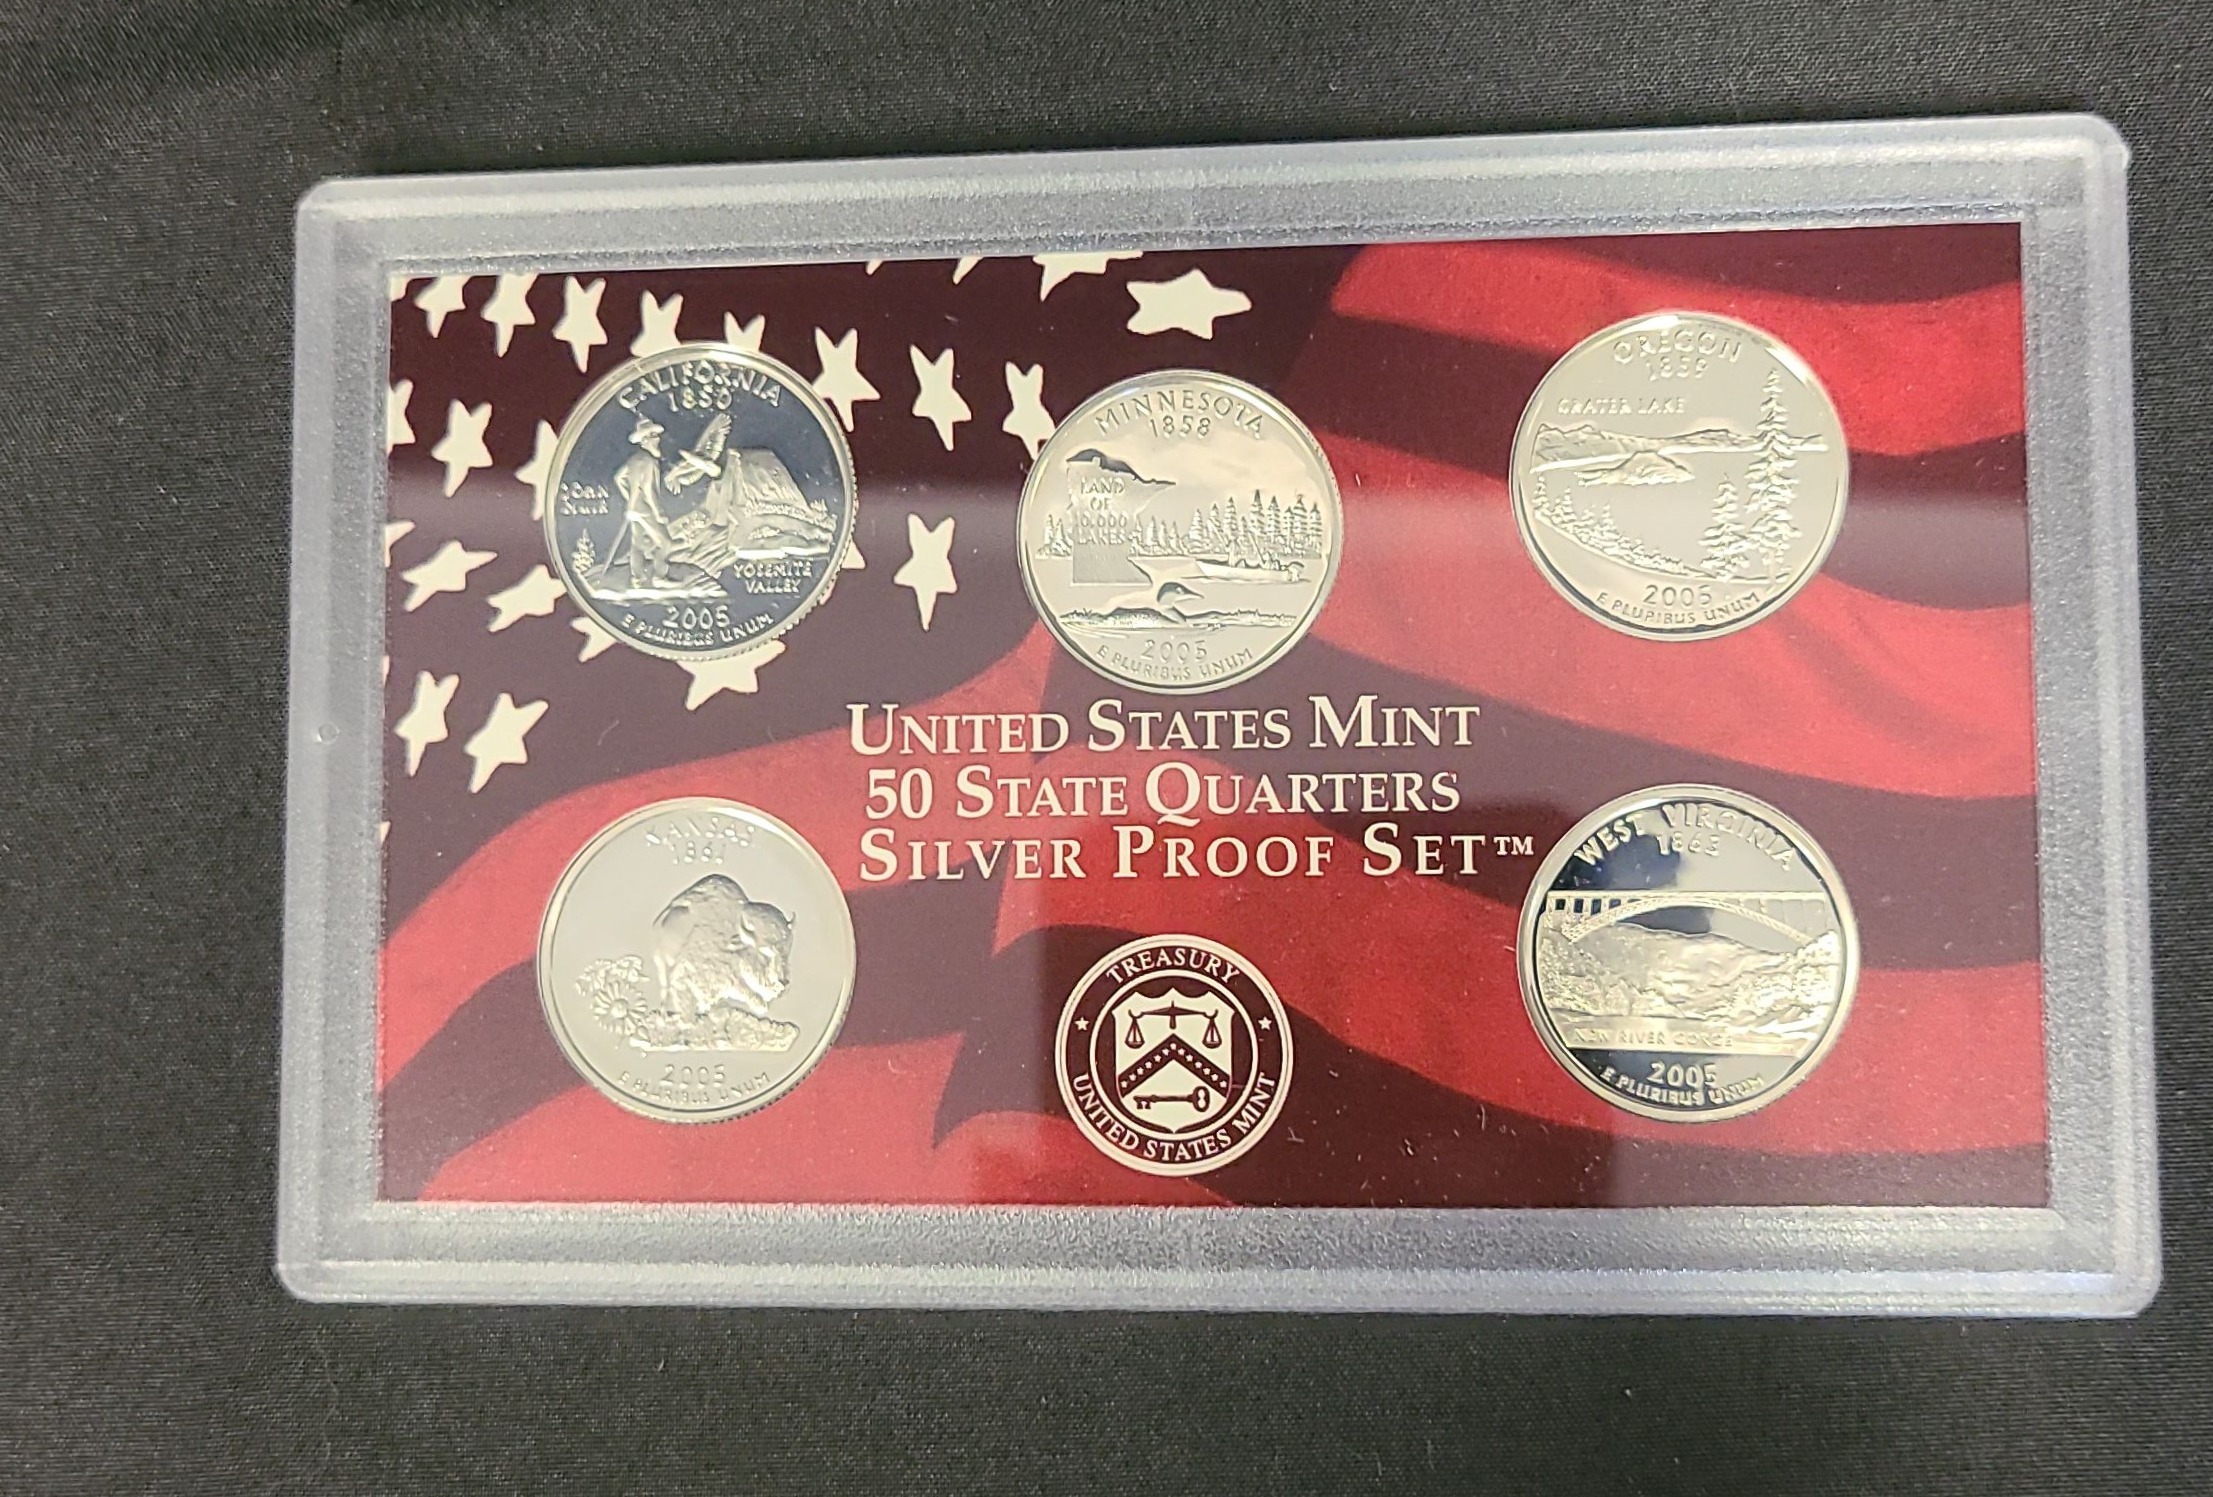 CALIFORNIA
1850
JOHN
MUIR
YOSEMITE
VALLEY
2005
E PLURIBUS UNUM
MINNESOTA
1858
LAND
OF
10,000
LAKES
2005
E PLURIBUS UNUM
OREGON
1859
CRATER LAKE
2005
E PLURIBUS UNUM
UNITED STATES MINT
50 STATE QUARTERS
SILVER PROOF SET™
KANSAS
1861
2005
E PLURIBUS UNUM
TREASURY
UNITED STATES MINT
WEST VIRGINIA
1863
NEW RIVER GORGE
2005
E PLURIBUS UNUM